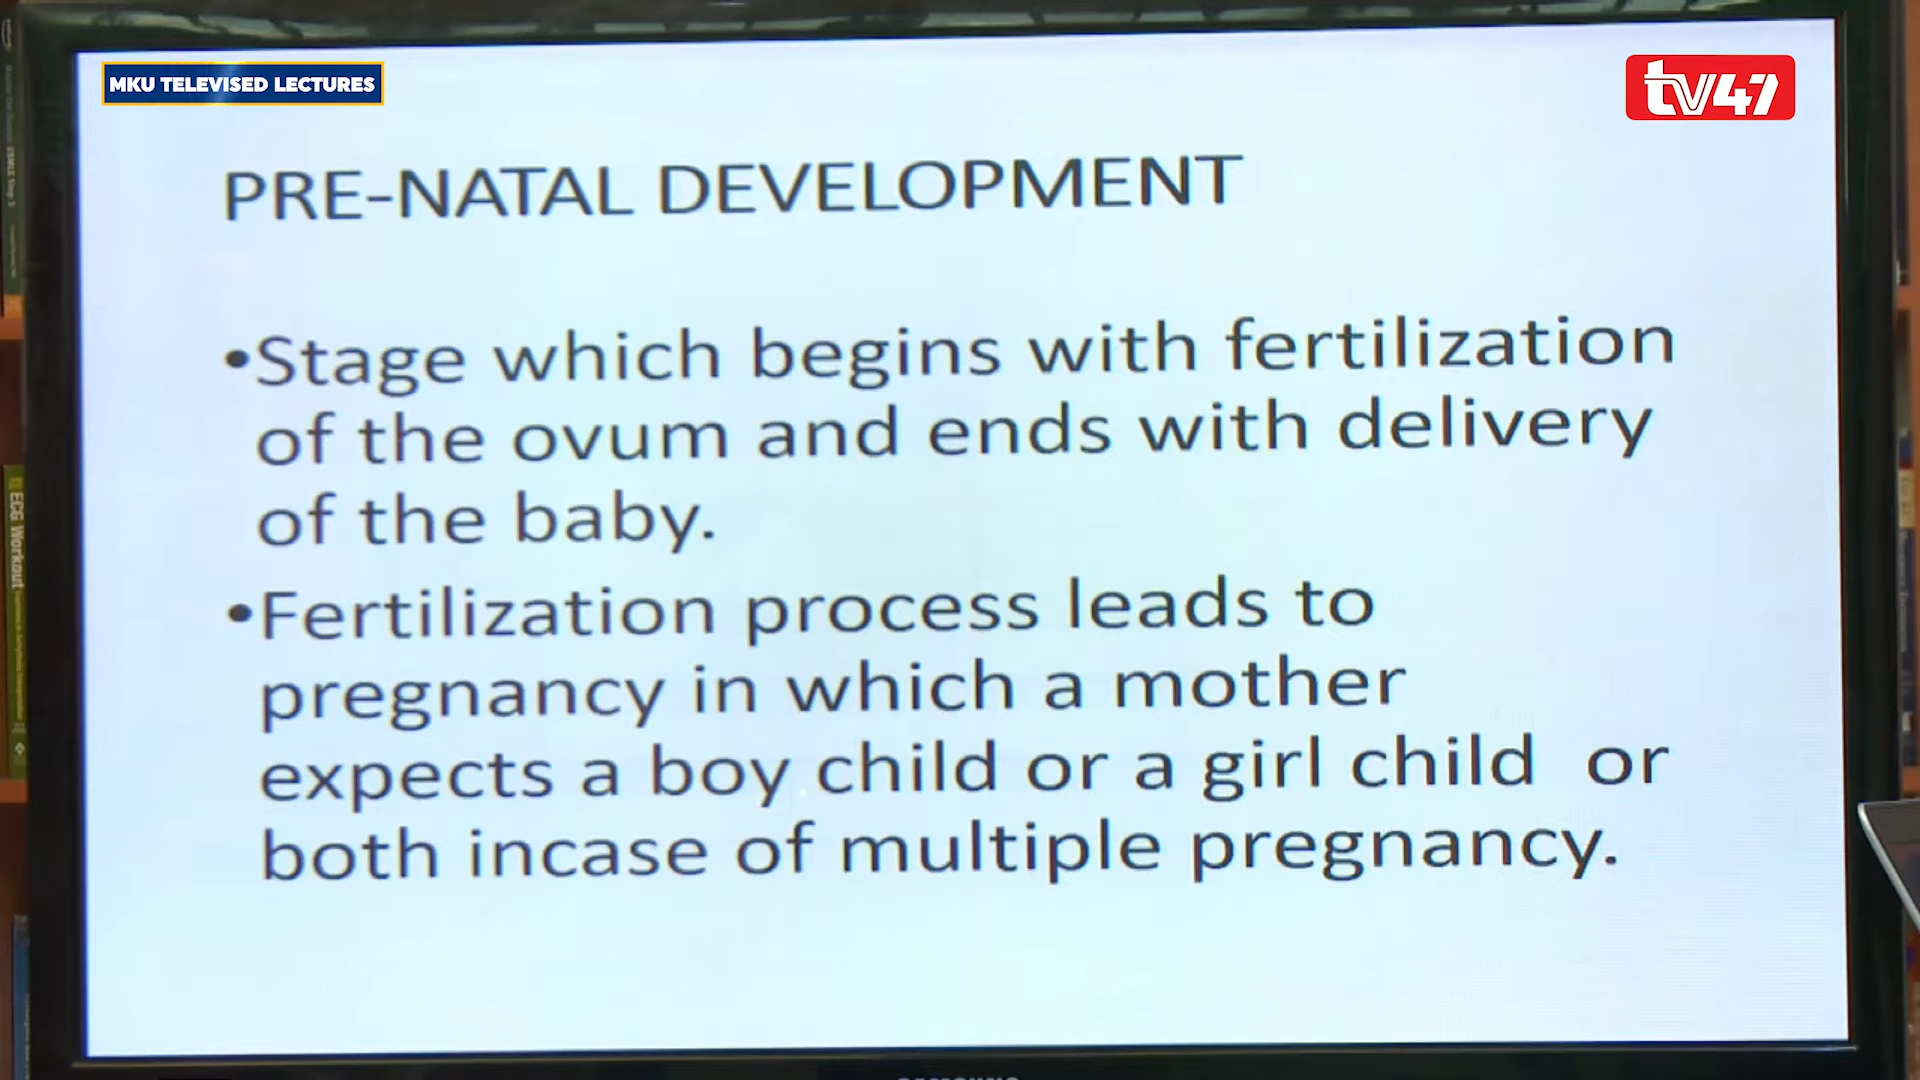 MKU TELEVISED LECTURES
tv47
PRE-NATAL DEVELOPMENT
•Stage which begins with fertilization
of the ovum and ends with delivery
of the baby.
•Fertilization process leads to
pregnancy in which a mother
expects a boy child or a girl child or
both incase of multiple pregnancy.
ECG Workout